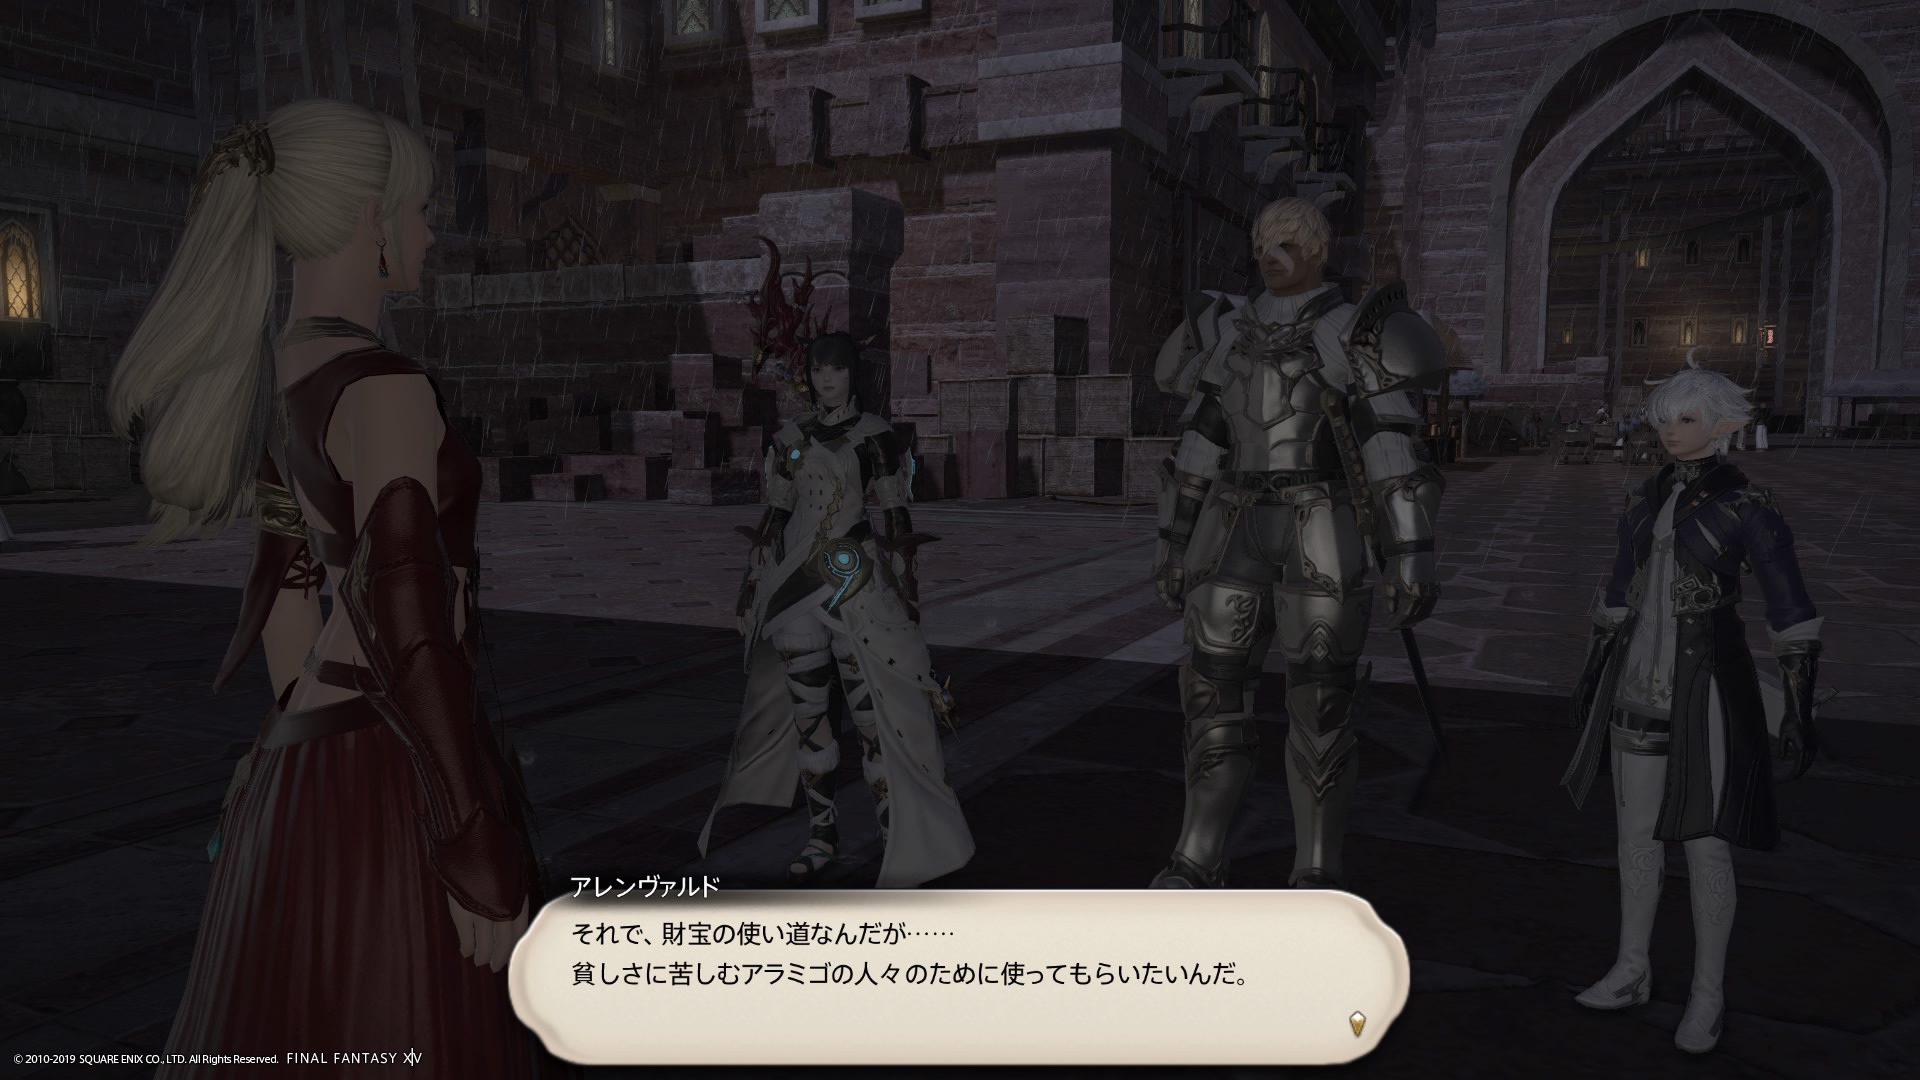 アレンヴァルド
それで、財宝の使い道なんだが……
貧しさに苦しむアラミゴの人々のために使ってもらいたいんだ。
© 2010-2019 SQUARE ENIX CO., LTD. All Rights Reserved. FINAL FANTASY XIV